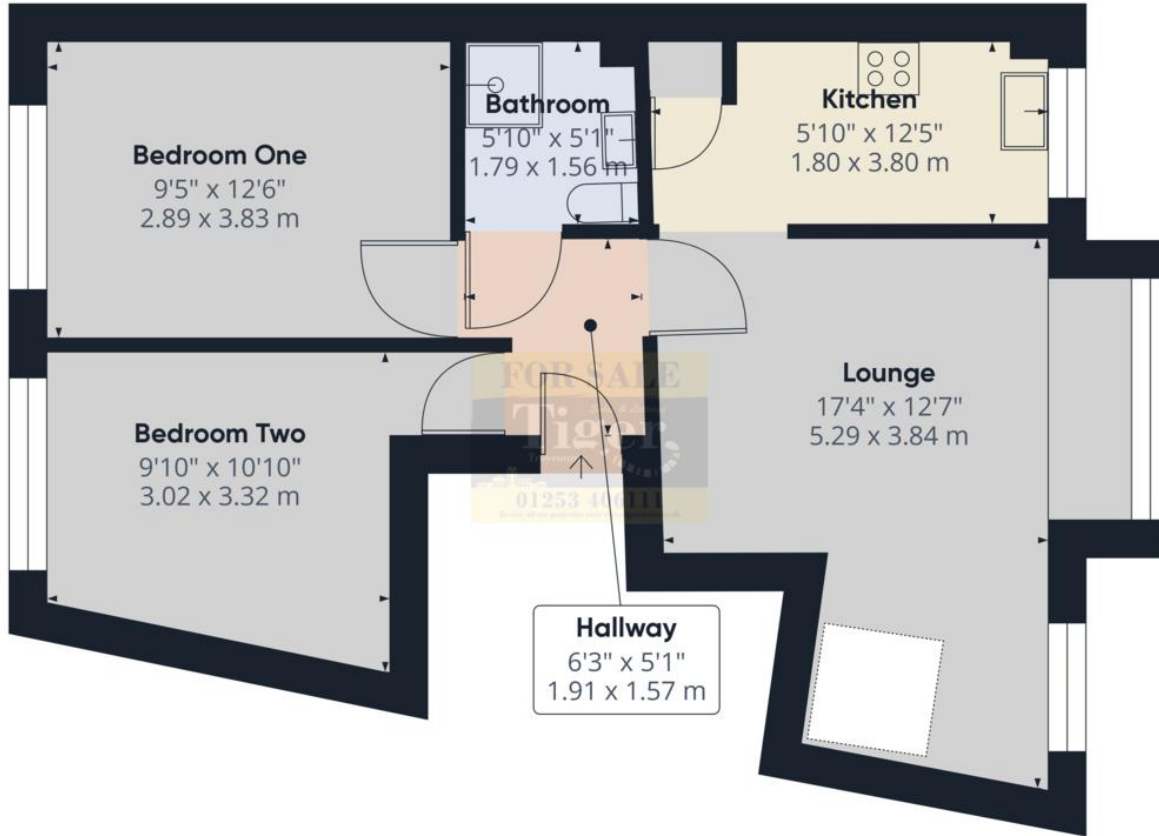 Bedroom One
9'5" x 12'6"
2.89 x 3.83 m
Bathroom
5'10" x 5'1"
1.79 x 1.56 m
Kitchen
5'10" x 12'5"
1.80 x 3.80 m
Bedroom Two
9'10" x 10'10"
3.02 x 3.32 m
Lounge
17'4" x 12'7"
5.29 x 3.84 m
FOR SALE
Tiger
01253 406111
Hallway
6'3" x 5'1"
1.91 x 1.57 m